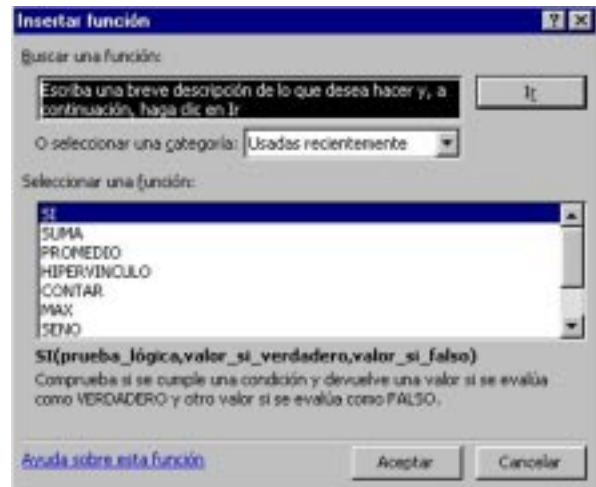 Insertar función
Buscar una función:
Escriba una breve descripción de lo que desea hacer y, a
continuación, haga clic en Ir
Ir
O seleccionar una categoría: Usadas recientemente
Seleccionar una función:
SI
SUMA
PROMEDIO
HIPERVINCULO
CONTAR
MAX
SENO
SI(prueba_lógica,valor_si_verdadero,valor_si_falso)
Comprueba si se cumple una condición y devuelve una valor si se evalúa
como VERDADERO y otro valor si se evalúa como FALSO.
Ayuda sobre esta función
Aceptar
Cancelar